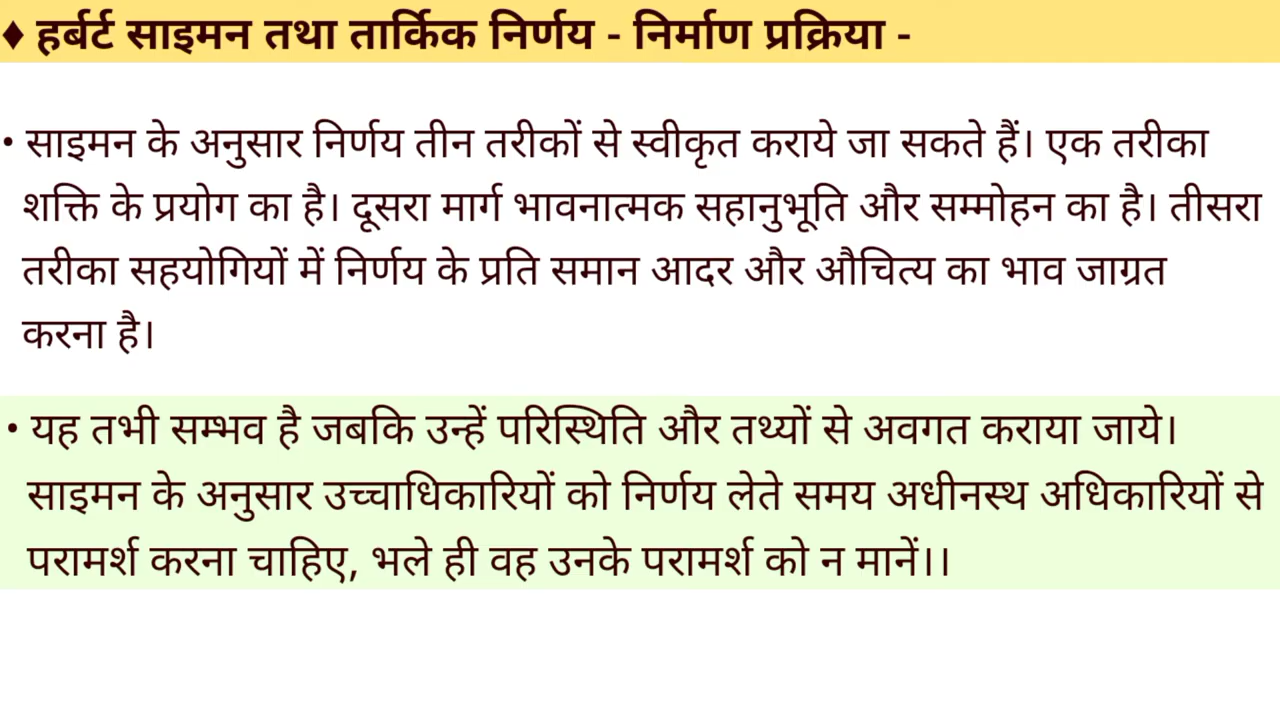 ♦ हर्बर्ट साइमन तथा तार्किक निर्णय - निर्माण प्रक्रिया -
• साइमन के अनुसार निर्णय तीन तरीकों से स्वीकृत कराये जा सकते हैं। एक तरीका
शक्ति के प्रयोग का है। दूसरा मार्ग भावनात्मक सहानुभूति और सम्मोहन का है। तीसरा
तरीका सहयोगियों में निर्णय के प्रति समान आदर और औचित्य का भाव जाग्रत
करना है।
• यह तभी सम्भव है जबकि उन्हें परिस्थिति और तथ्यों से अवगत कराया जाये।
साइमन के अनुसार उच्चाधिकारियों को निर्णय लेते समय अधीनस्थ अधिकारियों से
परामर्श करना चाहिए, भले ही वह उनके परामर्श को न मानें।।